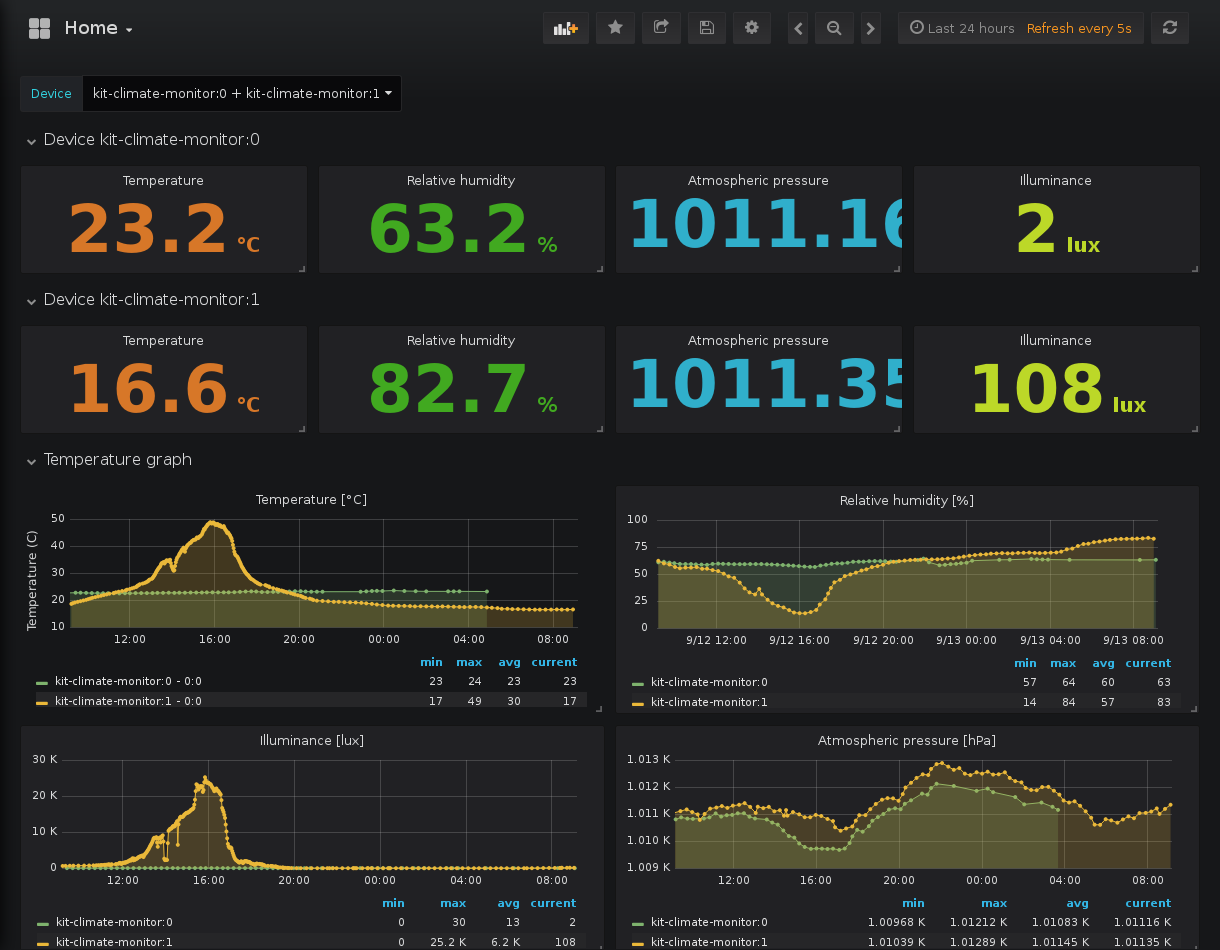 Home
Last 24 hours Refresh every 5s
Device kit-climate-monitor:0 + kit-climate-monitor:1
Device kit-climate-monitor:0
Temperature Relative humidity Atmospheric pressure Illuminance
23.2 °C 63.2 % 1011.16 2 lux
Device kit-climate-monitor:1
Temperature Relative humidity Atmospheric pressure Illuminance
16.6 °C 82.7 % 1011.35 108 lux
Temperature graph
Temperature [°C]
Temperature (C)
50
40
30
20
10
12:00 16:00 20:00 00:00 04:00 08:00
min max avg current
kit-climate-monitor:0 - 0:0 23 24 23 23
kit-climate-monitor:1 - 0:0 17 49 30 17
Relative humidity [%]
100
75
50
25
0
9/12 12:00 9/12 16:00 9/12 20:00 9/13 00:00 9/13 04:00 9/13 08:00
min max avg current
kit-climate-monitor:0 57 64 60 63
kit-climate-monitor:1 14 84 57 83
Illuminance [lux]
30 K
20 K
10 K
0
12:00 16:00 20:00 00:00 04:00 08:00
min max avg current
kit-climate-monitor:0 0 30 13 2
kit-climate-monitor:1 0 25.2 K 6.2 K 108
Atmospheric pressure [hPa]
1.013 K
1.012 K
1.011 K
1.010 K
1.009 K
12:00 16:00 20:00 00:00 04:00 08:00
min max avg current
kit-climate-monitor:0 1.00968 K 1.01212 K 1.01083 K 1.01116 K
kit-climate-monitor:1 1.01039 K 1.01289 K 1.01145 K 1.01135 K